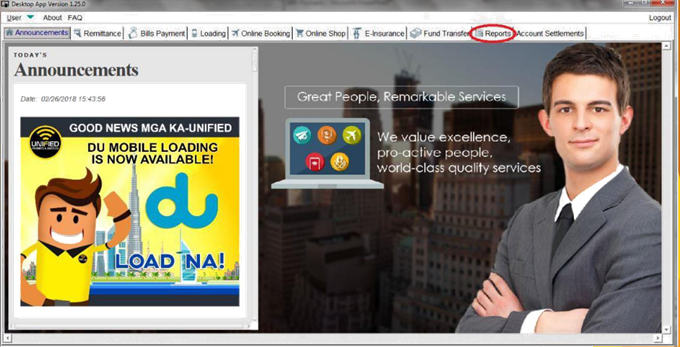 Desktop App Version 1.25.0
User About FAQ Logout
Announcements Remittance Bills Payment Loading Online Booking Online Shop E-Insurance Fund Transfer Reports Account Settlements
TODAY'S
Announcements
Date: 02/26/2018 15:43:56
GOOD NEWS MGA KA-UNIFIED
UNIFIED
DU MOBILE LOADING
IS NOW AVAILABLE!
du
LOAD NA!
Great People, Remarkable Services
We value excellence,
pro-active people,
world-class quality services